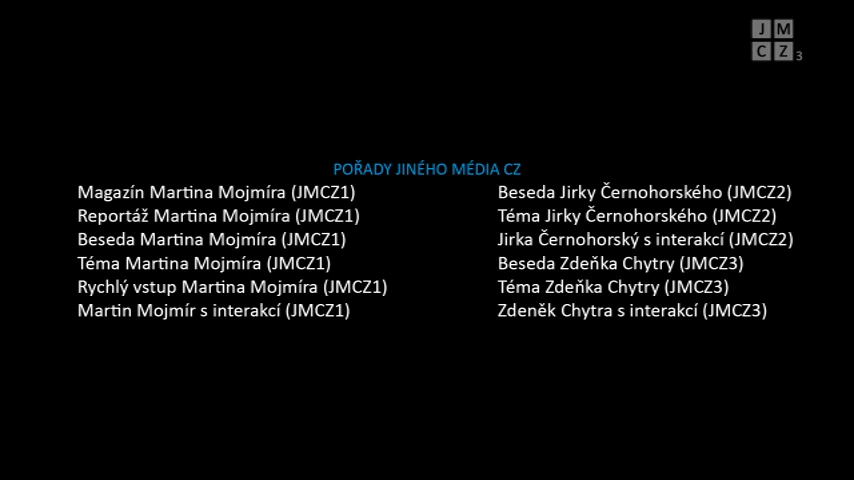 J M
C Z 3
POŘADY JINÉHO MÉDIA CZ
Magazín Martina Mojmíra (JMCZ1)
Reportáž Martina Mojmíra (JMCZ1)
Beseda Martina Mojmíra (JMCZ1)
Téma Martina Mojmíra (JMCZ1)
Rychlý vstup Martina Mojmíra (JMCZ1)
Martin Mojmír s interakcí (JMCZ1)
Beseda Jirky Černohorského (JMCZ2)
Téma Jirky Černohorského (JMCZ2)
Jirka Černohorský s interakcí (JMCZ2)
Beseda Zdeňka Chytry (JMCZ3)
Téma Zdeňka Chytry (JMCZ3)
Zdeněk Chytra s interakcí (JMCZ3)